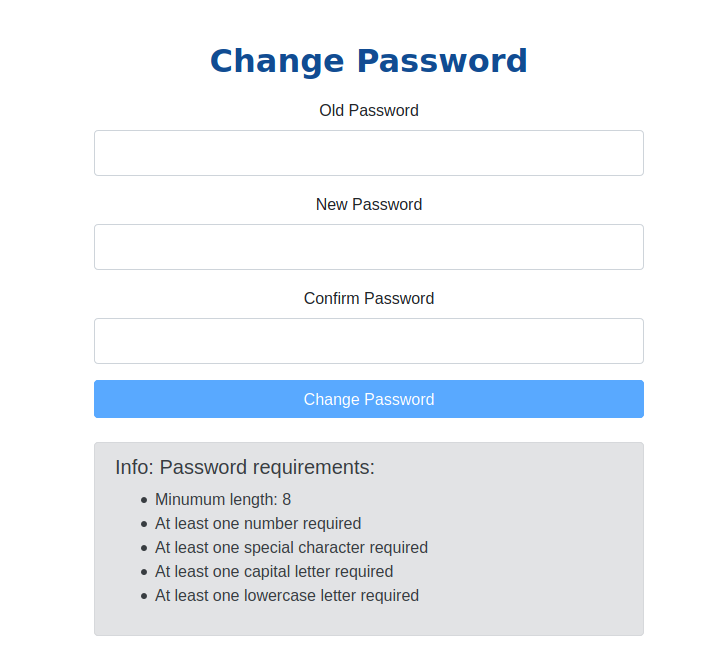 Change Password
Old Password
New Password
Confirm Password
Change Password
Info: Password requirements:
Minumum length: 8
At least one number required
At least one special character required
At least one capital letter required
At least one lowercase letter required